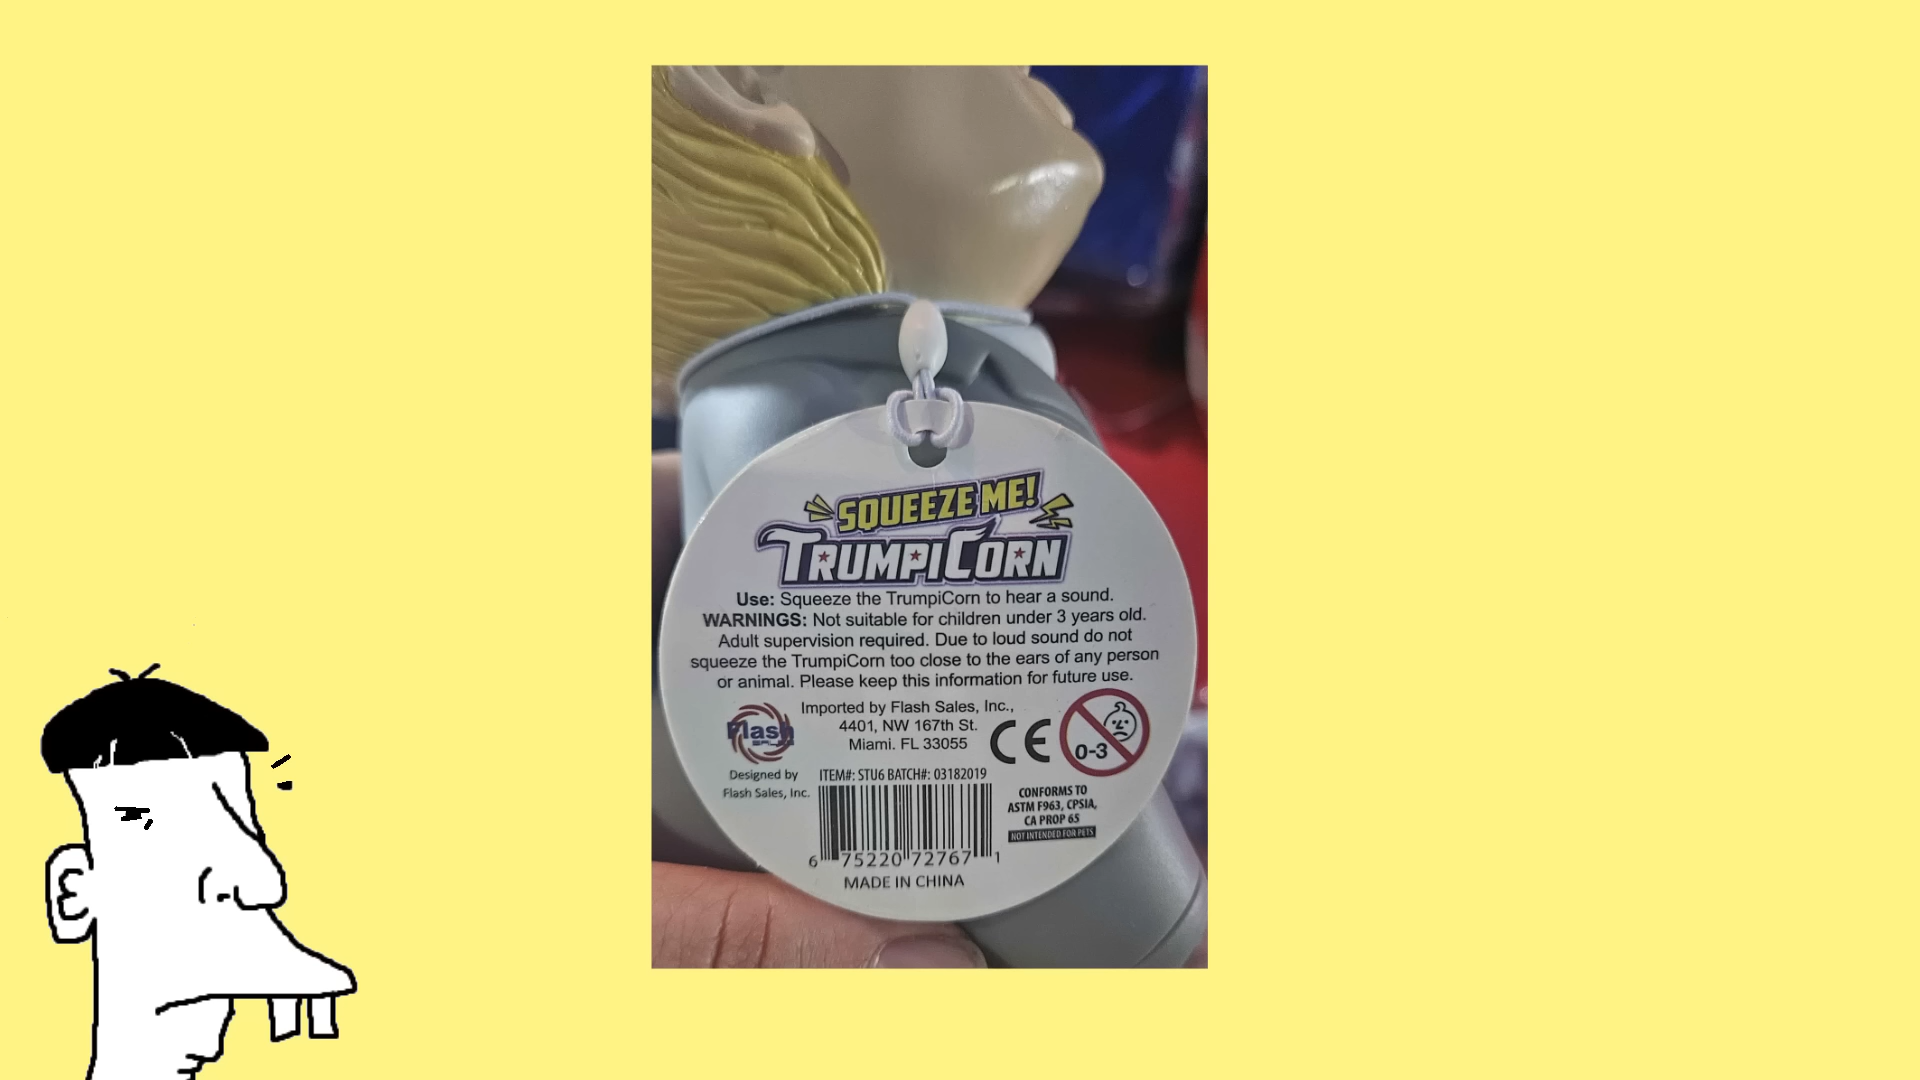 SQUEEZE ME!
TRUMPICORN
Use: Squeeze the TrumpiCorn to hear a sound.
WARNINGS: Not suitable for children under 3 years old.
Adult supervision required. Due to loud sound do not
squeeze the TrumpiCorn too close to the ears of any person
or animal. Please keep this information for future use.
Imported by Flash Sales, Inc.,
4401, NW 167th St.
Miami. FL 33055
Flash
SALES
Designed by
Flash Sales, Inc.
CE
0-3
ITEM#: STU6 BATCH#: 03182019
6 75220 72767 1
CONFORMS TO
ASTM F963, CPSIA,
CA PROP 65
NOT INTENDED FOR PETS
MADE IN CHINA